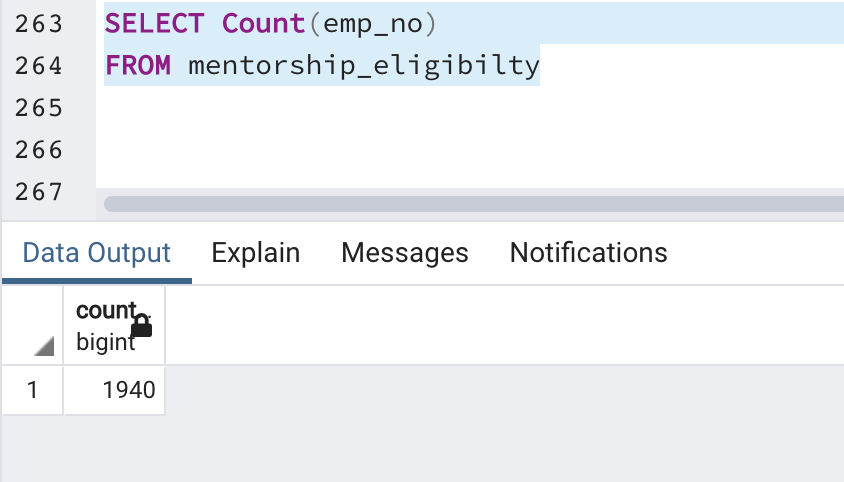 263 SELECT Count(emp_no)
264 FROM mentorship_eligibilty
265
266
267
Data Output Explain Messages Notifications
count
bigint
1 1940